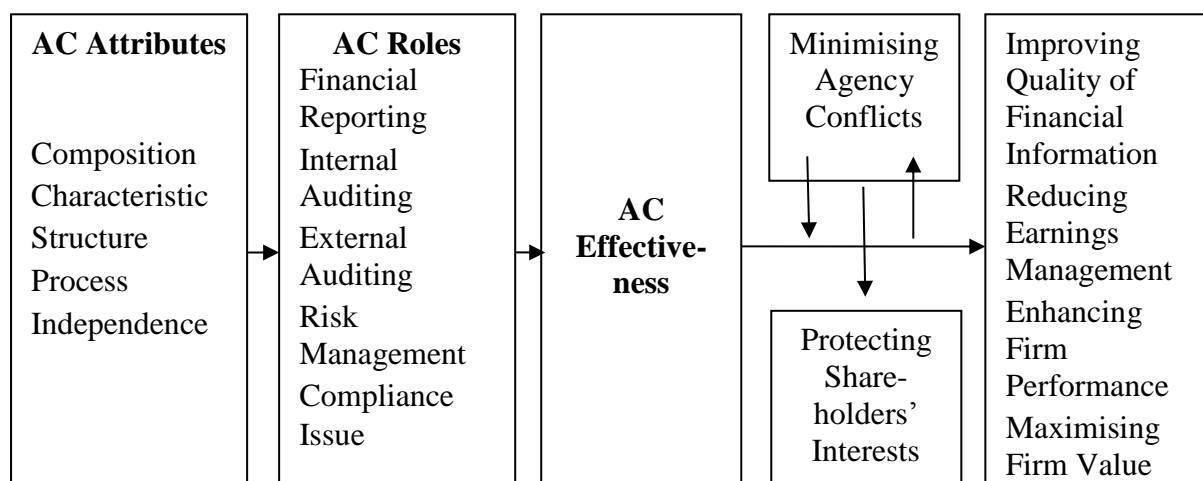 AC Attributes
Composition
Characteristic
Structure
Process
Independence
AC Roles
Financial
Reporting
Internal
Auditing
External
Auditing
Risk
Management
Compliance
Issue
AC
Effective-
ness
Minimising
Agency
Conflicts
Protecting
Share-
holders’
Interests
Improving
Quality of
Financial
Information
Reducing
Earnings
Management
Enhancing
Firm
Performance
Maximising
Firm Value